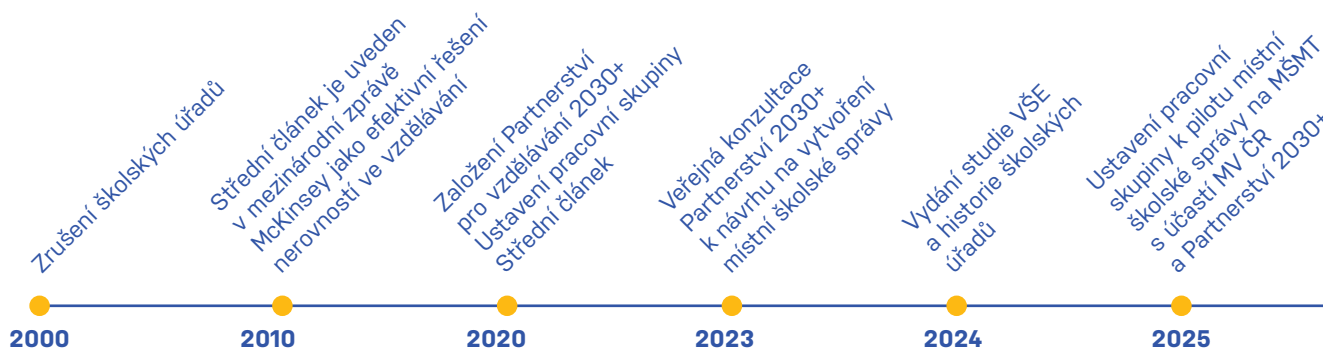 Zrušení školských úřadů
Střední článek je uveden
v mezinárodní zprávě
McKinsey jako efektivní řešení
nerovností ve vzdělávání
Založení Partnerství
pro vzdělávání 2030+
Ustavení pracovní skupiny
Střední článek
Veřejná konzultace
Partnerství 2030+
k návrhu na vytvoření
místní školské správy
Vydání studie VŠE
a historie školských
úřadů
Ustavení pracovní
skupiny k pilotu místní
školské správy na MŠMT
s účastí MV ČR
a Partnerství 2030+
2000
2010
2020
2023
2024
2025